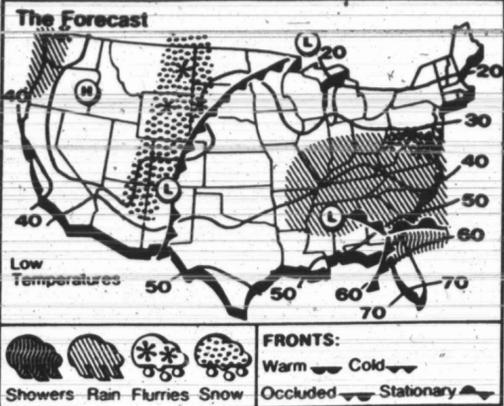 The Forecast
L
20
20
40
H
30
40
L
50
L
40
60
Low
Temperatures
50
50
60
70
70
FRONTS:
Warm Cold
Showers Rain Flurries Snow
Occluded Stationary